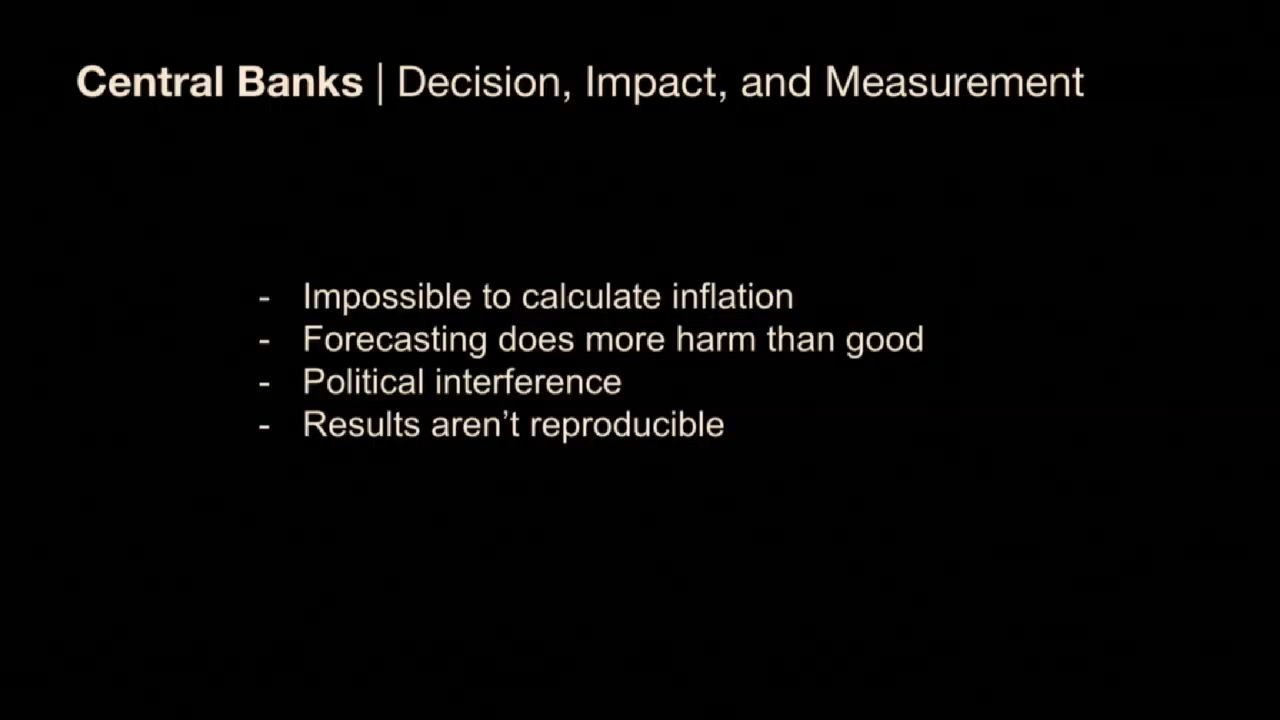 Central Banks | Decision, Impact, and Measurement
- Impossible to calculate inflation
- Forecasting does more harm than good
- Political interference
- Results aren’t reproducible